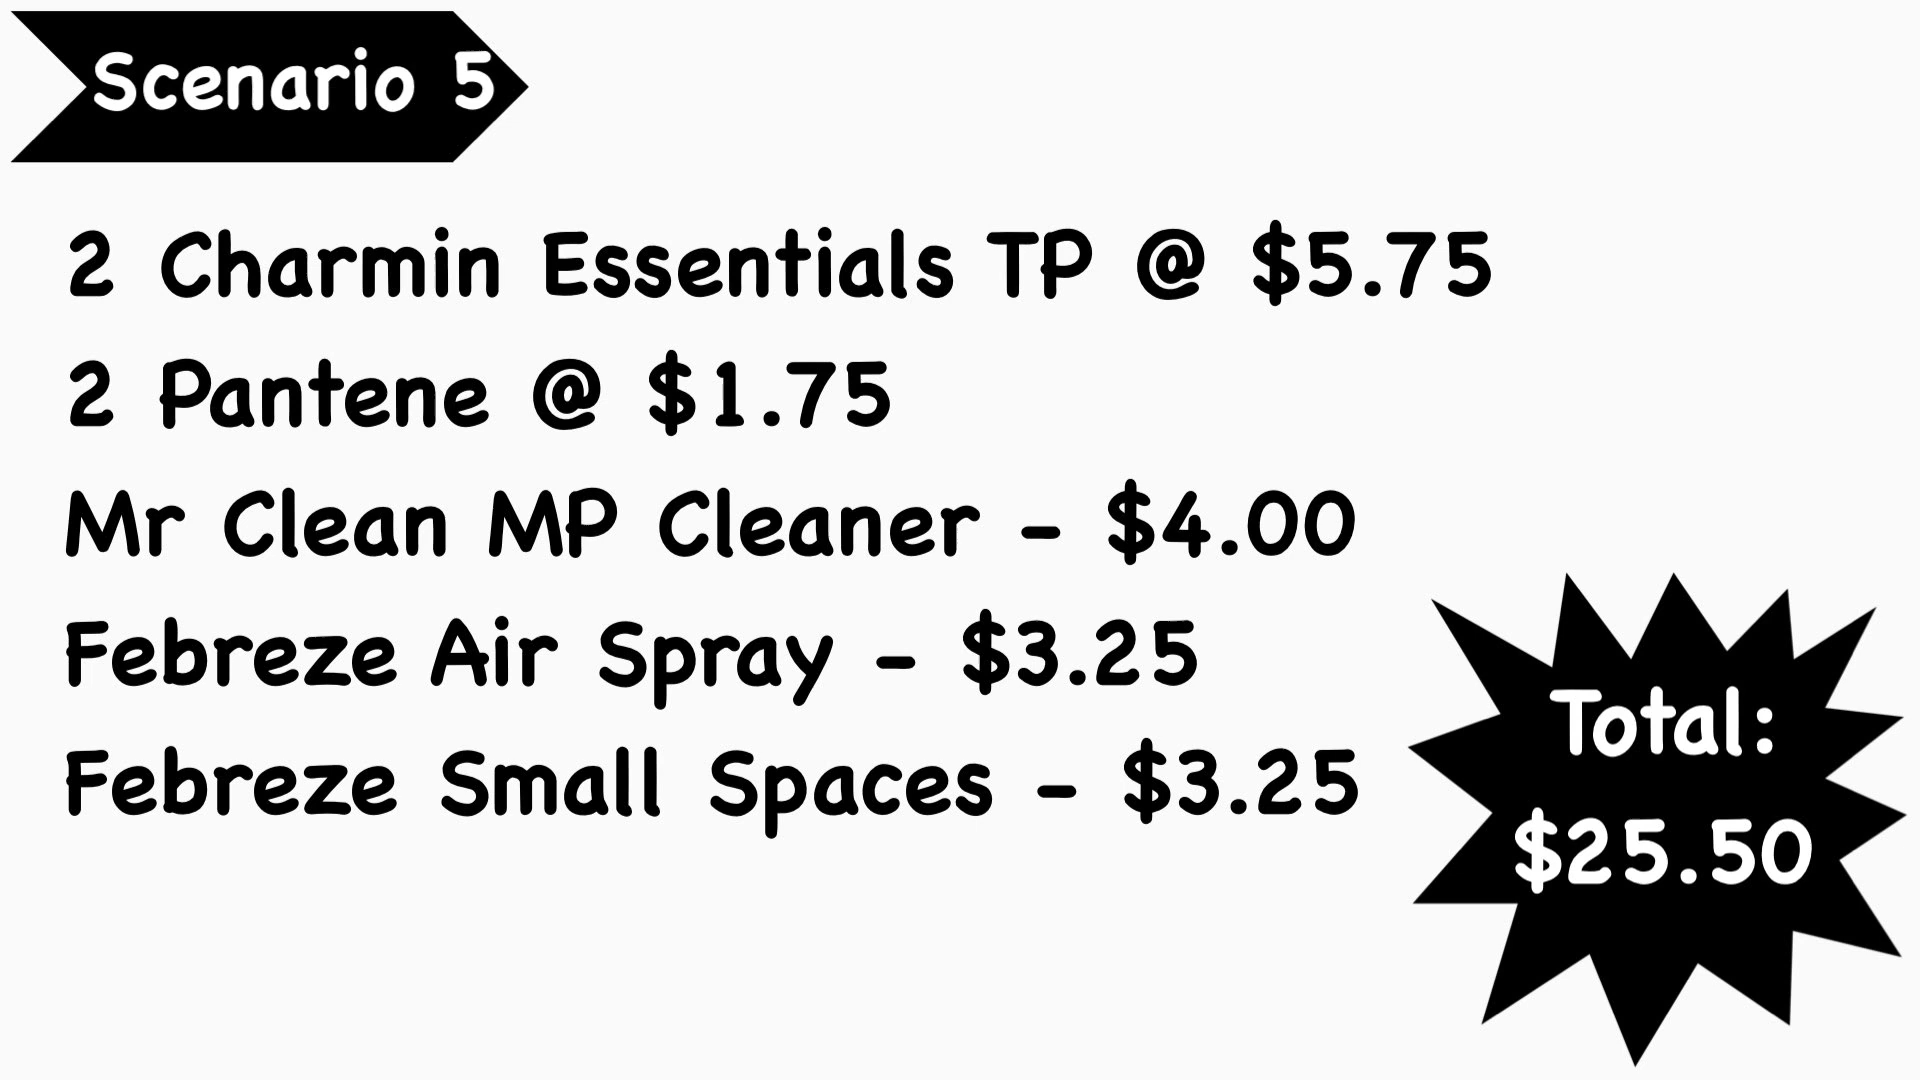 Scenario 5
2 Charmin Essentials TP @ $5.75
2 Pantene @ $1.75
Mr Clean MP Cleaner - $4.00
Febreze Air Spray - $3.25
Febreze Small Spaces - $3.25
Total:
$25.50